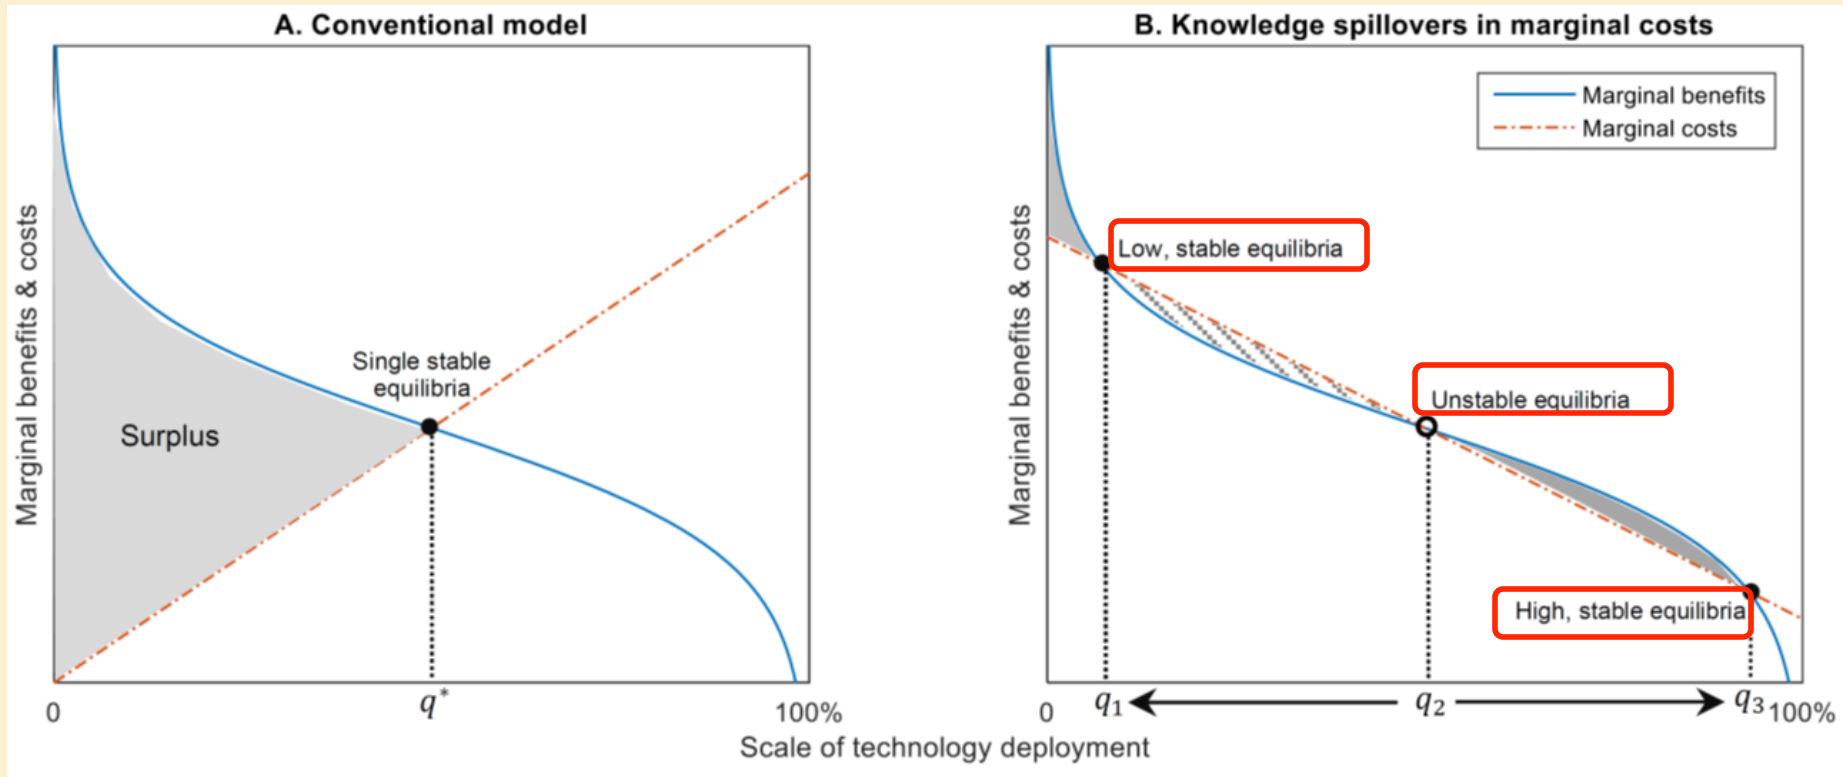 A. Conventional model
Marginal benefits & costs
Single stable
equilibria
Surplus
q*
0
100%
B. Knowledge spillovers in marginal costs
Marginal benefits
Marginal costs
Marginal benefits & costs
Low, stable equilibria
Unstable equilibria
High, stable equilibria
0
q₁
q₂
q₃
100%
Scale of technology deployment